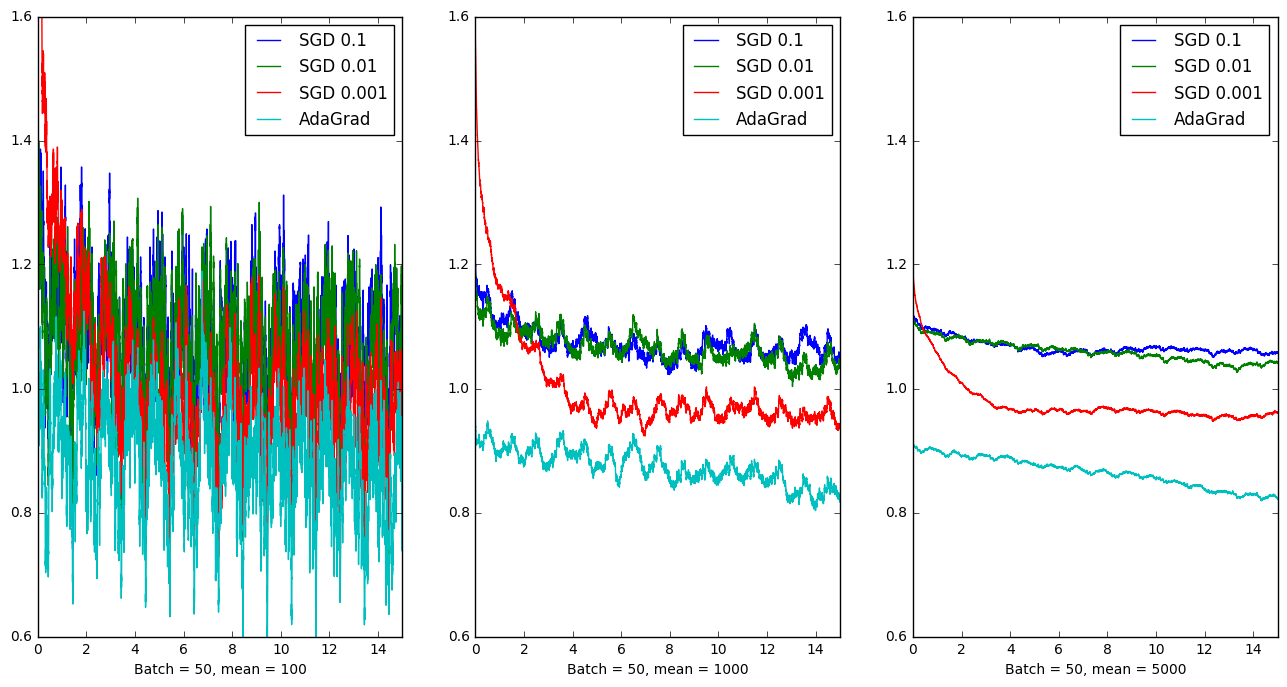 1.6
1.4
1.2
1.0
0.8
0.6
0 2 4 6 8 10 12 14
SGD 0.1
SGD 0.01
SGD 0.001
AdaGrad
Batch = 50, mean = 100
1.6
1.4
1.2
1.0
0.8
0.6
0 2 4 6 8 10 12 14
SGD 0.1
SGD 0.01
SGD 0.001
AdaGrad
Batch = 50, mean = 1000
1.6
1.4
1.2
1.0
0.8
0.6
0 2 4 6 8 10 12 14
SGD 0.1
SGD 0.01
SGD 0.001
AdaGrad
Batch = 50, mean = 5000